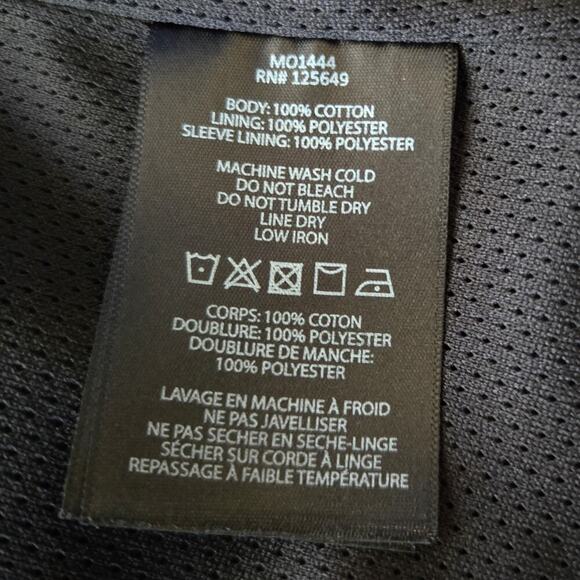 MO1444
RN# 125649
BODY: 100% COTTON
LINING: 100% POLYESTER
SLEEVE LINING: 100% POLYESTER
MACHINE WASH COLD
DO NOT BLEACH
DO NOT TUMBLE DRY
LINE DRY
LOW IRON
CORPS: 100% COTON
DOUBLURE: 100% POLYESTER
DOUBLURE DE MANCHE:
100% POLYESTER
LAVAGE EN MACHINE À FROID
NE PAS JAVELLISER
NE PAS SÉCHER EN SECHE-LINGE
SÉCHER SUR CORDE À LINGE
REPASSAGE À FAIBLE TEMPÉRATURE